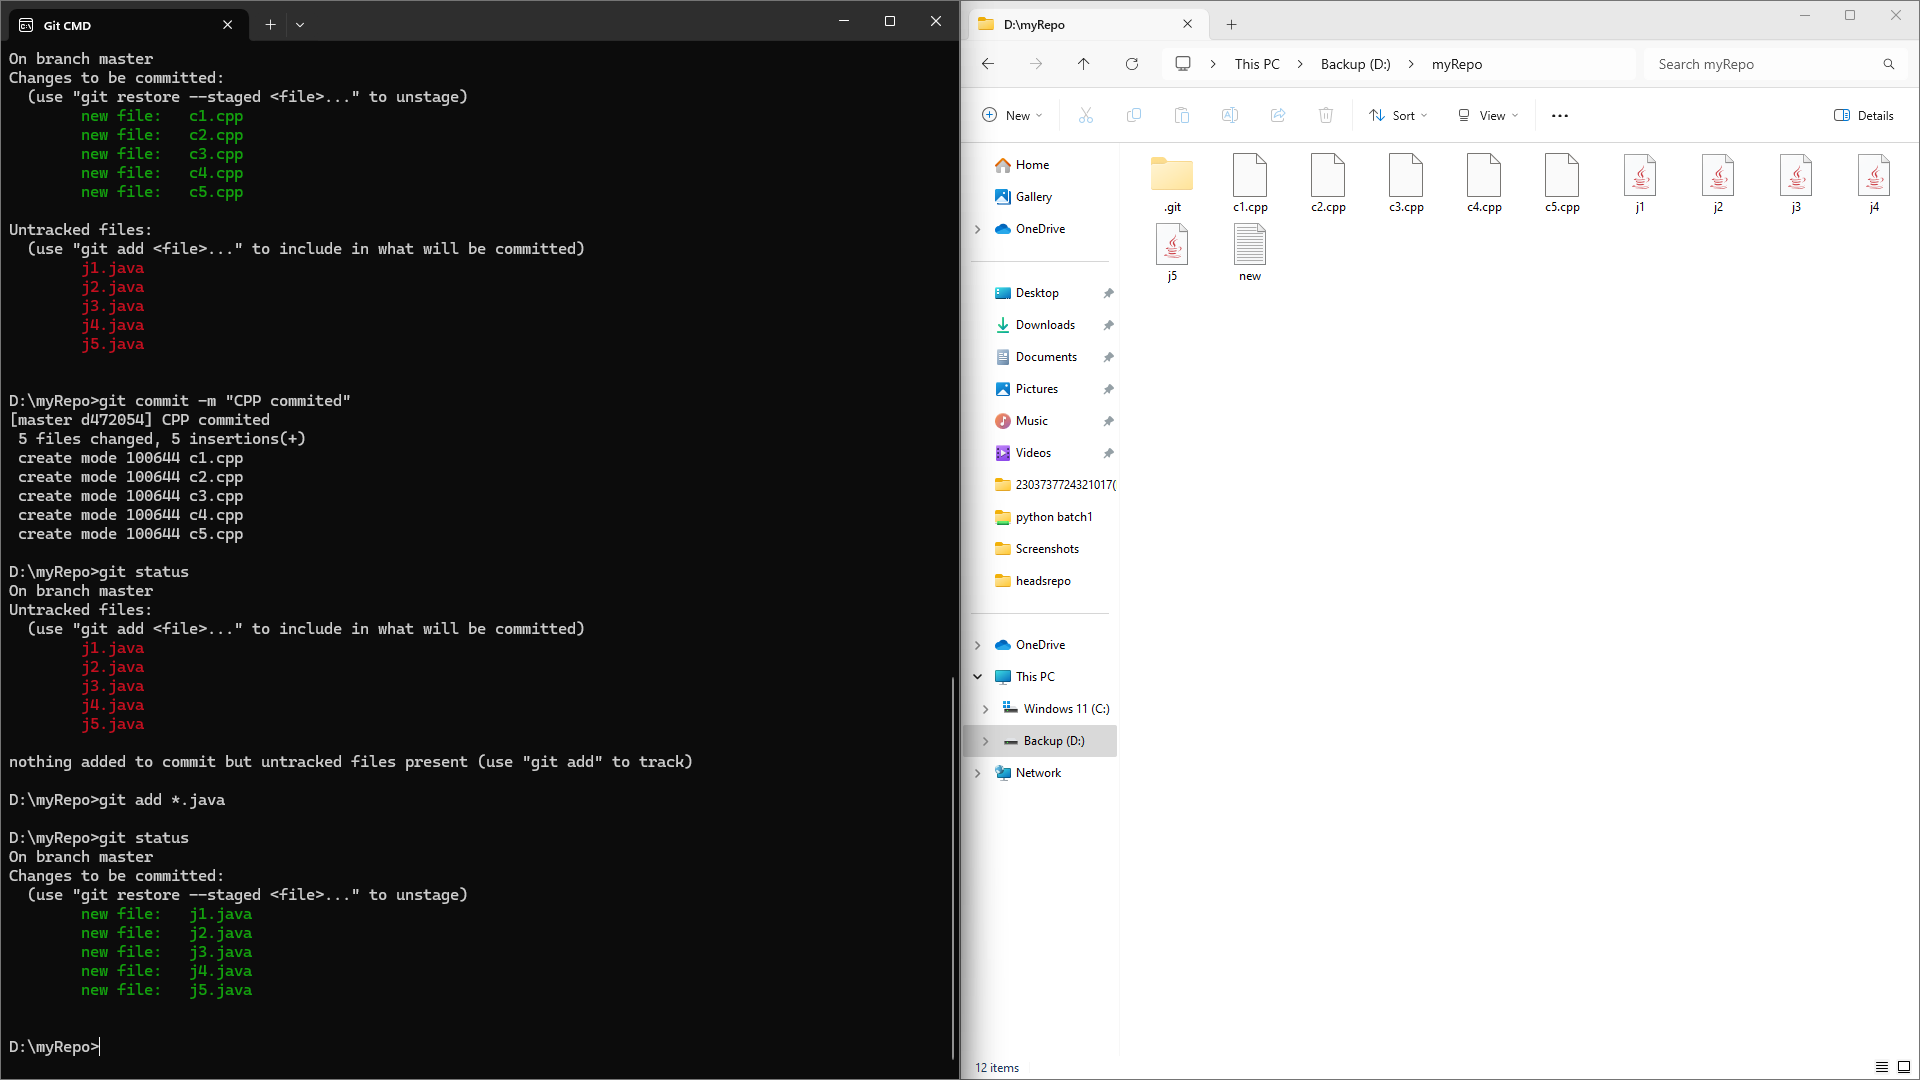 Git CMD
On branch master
Changes to be committed:
  (use "git restore --staged <file>..." to unstage)
        new file:   c1.cpp
        new file:   c2.cpp
        new file:   c3.cpp
        new file:   c4.cpp
        new file:   c5.cpp
Untracked files:
  (use "git add <file>..." to include in what will be committed)
        j1.java
        j2.java
        j3.java
        j4.java
        j5.java
D:\myRepo>git commit -m "CPP commited"
[master d472054] CPP commited
 5 files changed, 5 insertions(+)
 create mode 100644 c1.cpp
 create mode 100644 c2.cpp
 create mode 100644 c3.cpp
 create mode 100644 c4.cpp
 create mode 100644 c5.cpp
D:\myRepo>git status
On branch master
Untracked files:
  (use "git add <file>..." to include in what will be committed)
        j1.java
        j2.java
        j3.java
        j4.java
        j5.java
nothing added to commit but untracked files present (use "git add" to track)
D:\myRepo>git add *.java
D:\myRepo>git status
On branch master
Changes to be committed:
  (use "git restore --staged <file>..." to unstage)
        new file:   j1.java
        new file:   j2.java
        new file:   j3.java
        new file:   j4.java
        new file:   j5.java
D:\myRepo>
D:\myRepo
This PC > Backup (D:) > myRepo
Search myRepo
New
Sort
View
Details
Home
Gallery
OneDrive
Desktop
Downloads
Documents
Pictures
Music
Videos
2303737724321017(
python batch1
Screenshots
headsrepo
OneDrive
This PC
Windows 11 (C:)
Backup (D:)
Network
.git c1.cpp c2.cpp c3.cpp c4.cpp c5.cpp j1 j2 j3 j4
j5 new
12 items